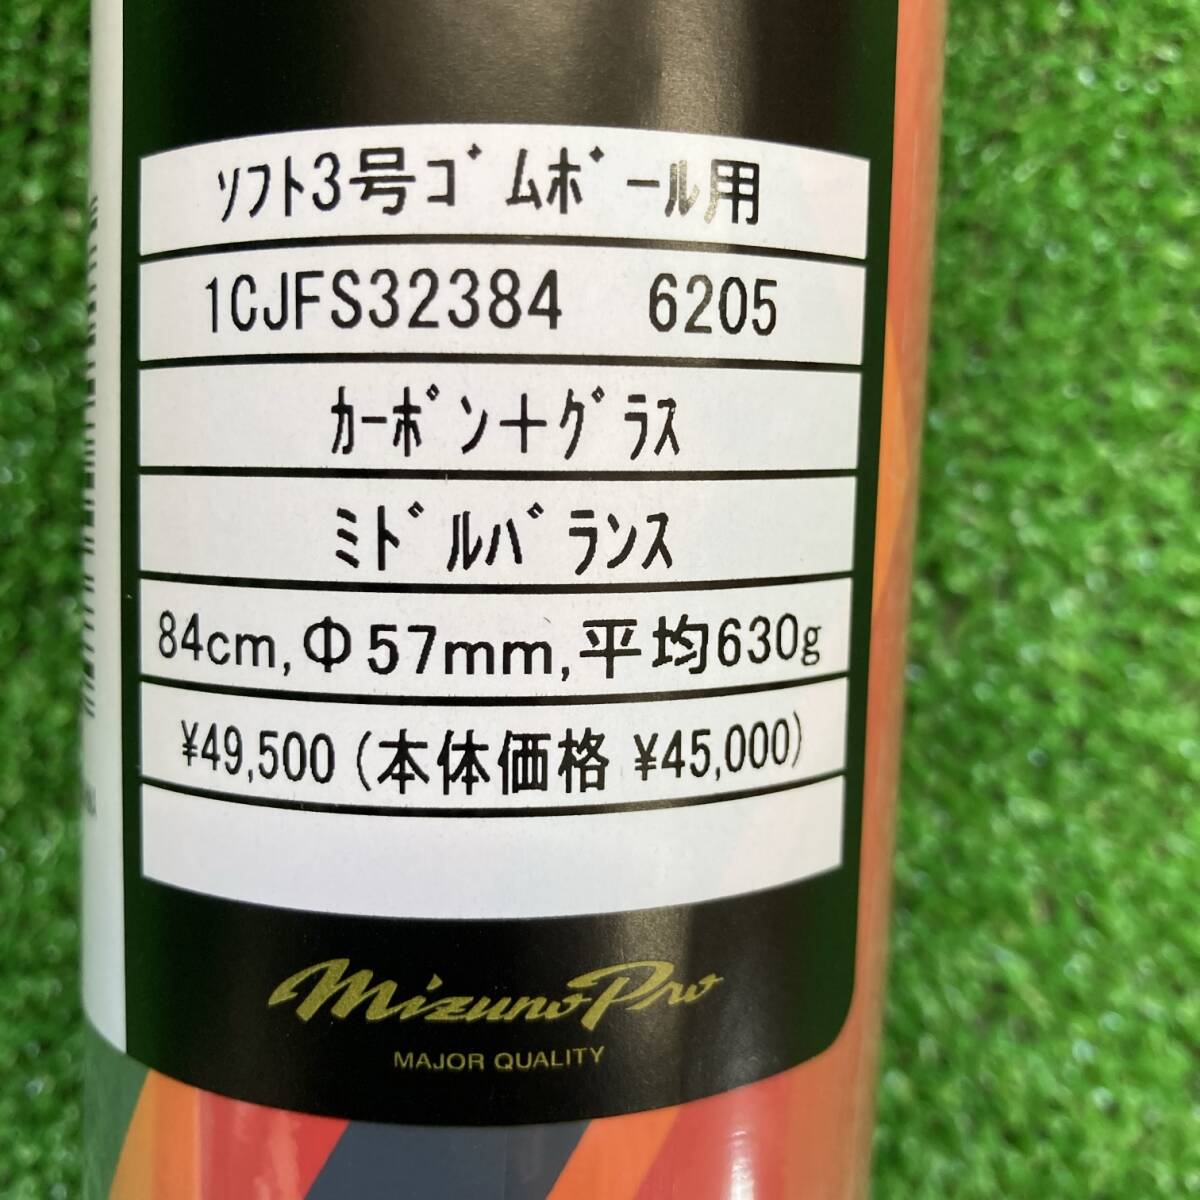 ｿﾌﾄ3号ｺﾞﾑﾎﾞｰﾙ用
1CJFS32384 6205
ｶｰﾎﾞﾝ＋ｸﾞﾗｽ
ﾐﾄﾞﾙﾊﾞﾗﾝｽ
84cm,Φ57mm,平均630g
¥49,500 (本体価格 ¥45,000)
Mizuno Pro
MAJOR QUALITY